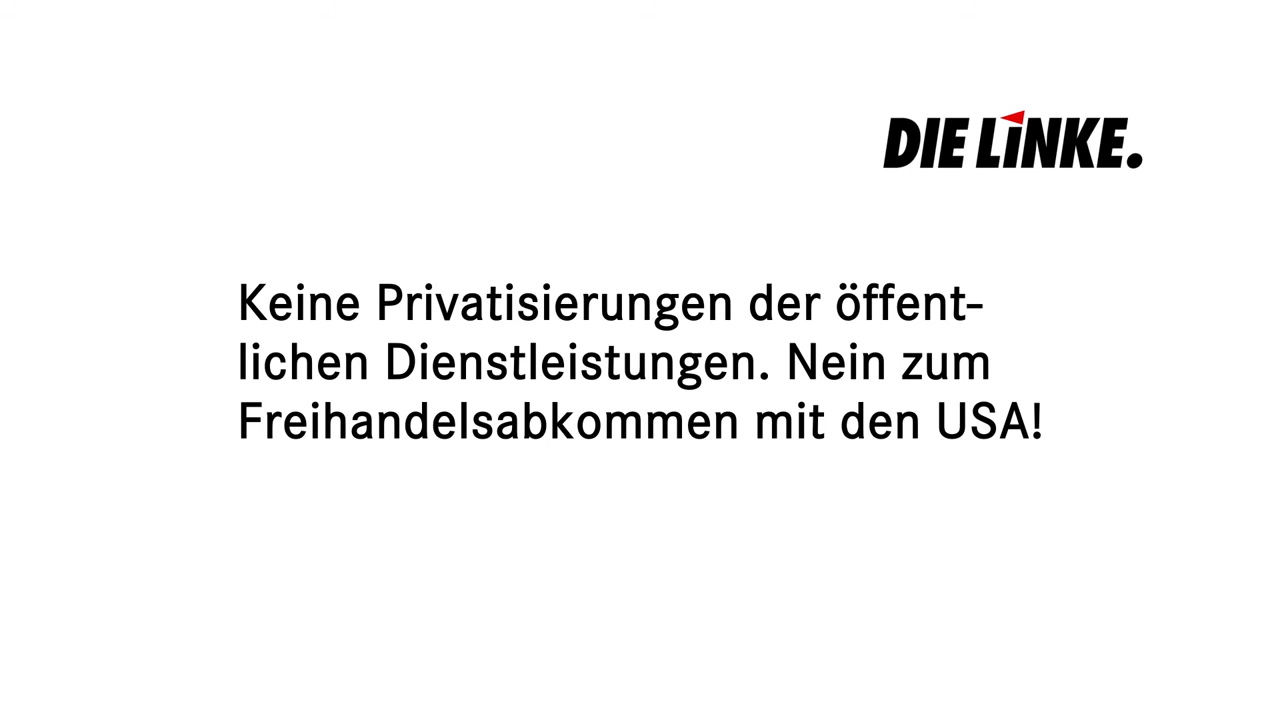 DIE LINKE.
Keine Privatisierungen der öffent-
lichen Dienstleistungen. Nein zum
Freihandelsabkommen mit den USA!